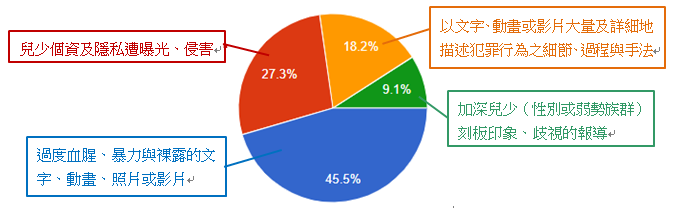 以文字、動畫或影片大量及詳細地
描述犯罪行為之細節、過程與手法
兒少個資及隱私遭曝光、侵害
18.2%
27.3%
9.1%
加深兒少（性別或弱勢族群）
刻板印象、歧視的報導
過度血腥、暴力與裸露的文
字、動畫、照片或影片
45.5%